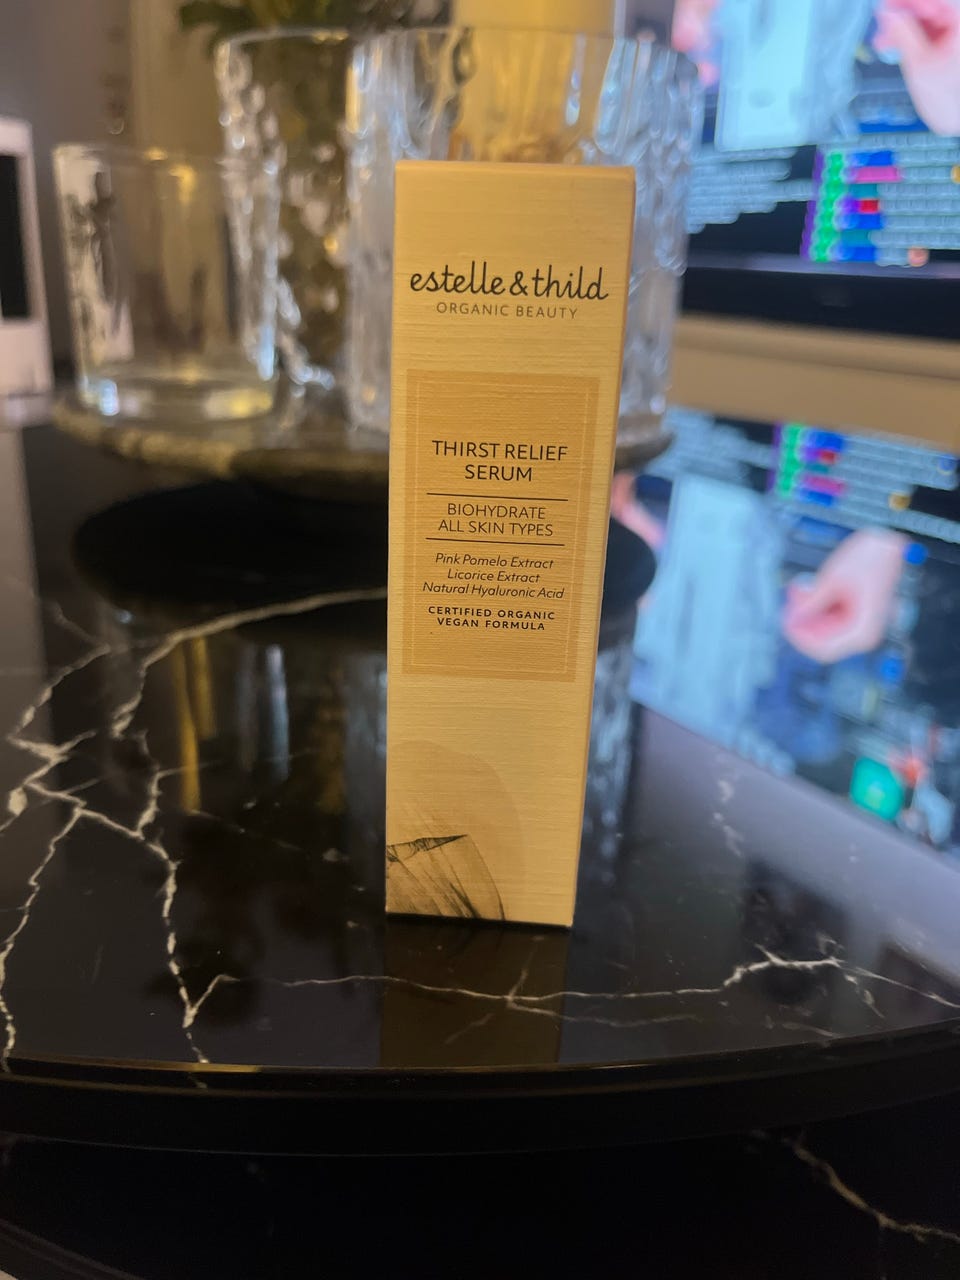 estelle & thild
ORGANIC BEAUTY
THIRST RELIEF
SERUM
BIOHYDRATE
ALL SKIN TYPES
Pink Pomelo Extract
Licorice Extract
Natural Hyaluronic Acid
CERTIFIED ORGANIC
VEGAN FORMULA